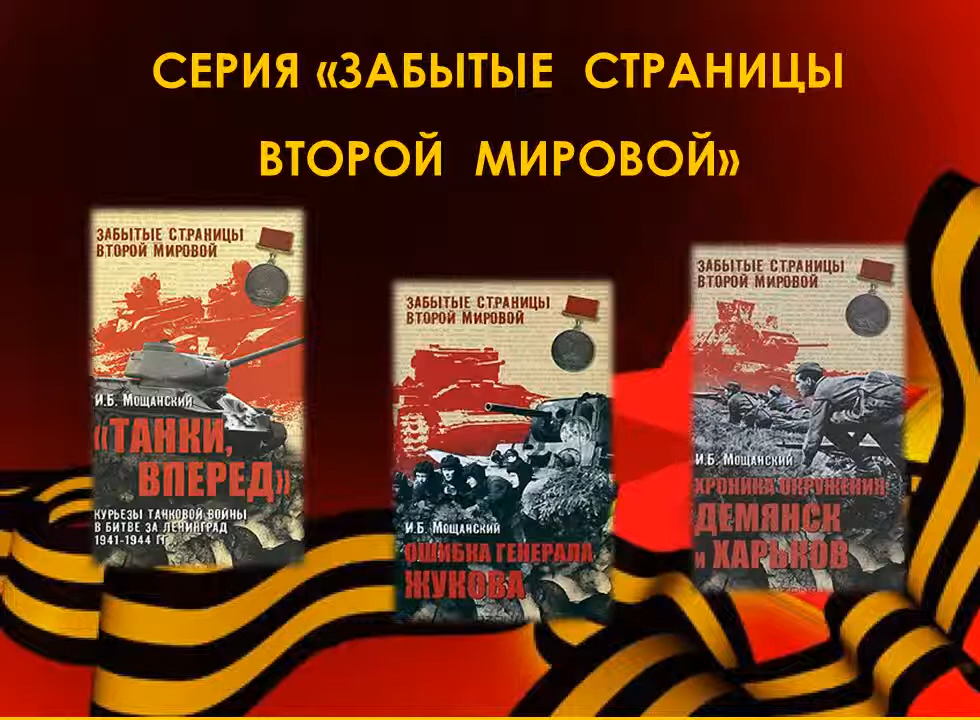 СЕРИЯ «ЗАБЫТЫЕ СТРАНИЦЫ
ВТОРОЙ МИРОВОЙ»
ЗАБЫТЫЕ СТРАНИЦЫ
ВТОРОЙ МИРОВОЙ
И.Б. Мощанский
«ТАНКИ,
ВПЕРЕД»
КУРЬЕЗЫ ТАНКОВОЙ ВОЙНЫ
В БИТВЕ ЗА ЛЕНИНГРАД
1941-1944 ГГ.
ЗАБЫТЫЕ СТРАНИЦЫ
ВТОРОЙ МИРОВОЙ
И.Б. Мощанский
ОШИБКА ГЕНЕРАЛА
ЖУКОВА
ЗАБЫТЫЕ СТРАНИЦЫ
ВТОРОЙ МИРОВОЙ
И.Б. Мощанский
ХРОНИКА ОКРУЖЕНИЯ
ДЕМЯНСК
И ХАРЬКОВ